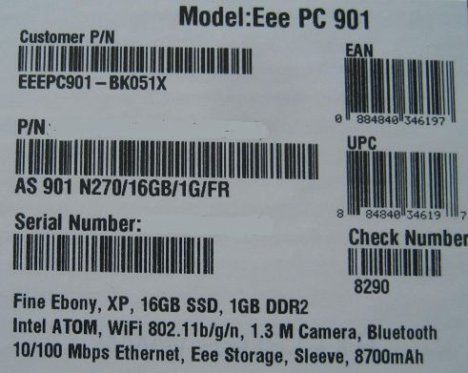 Model:Eee PC 901
Customer P/N
EEEPC901-BK051X
EAN
0 884840 346197
P/N:
AS 901 N270/16GB/1G/FR
UPC
8 84840 34619 7
Serial Number:
Check Number
8290
Fine Ebony, XP, 16GB SSD, 1GB DDR2
Intel ATOM, WiFi 802.11b/g/n, 1.3 M Camera, Bluetooth
10/100 Mbps Ethernet, Eee Storage, Sleeve, 8700mAh